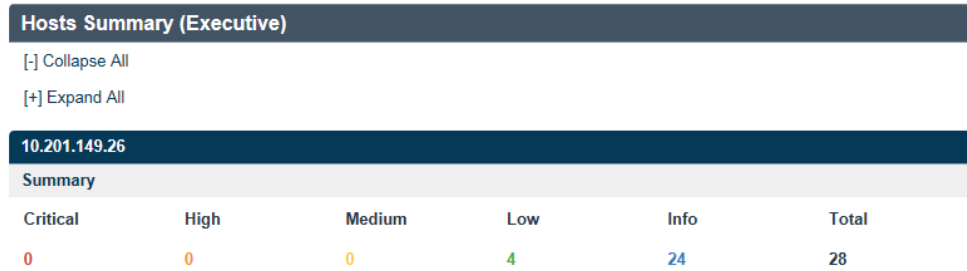 Hosts Summary (Executive)
[-] Collapse All
[+] Expand All
10.201.149.26
Summary
Critical High Medium Low Info Total
0 0 0 4 24 28